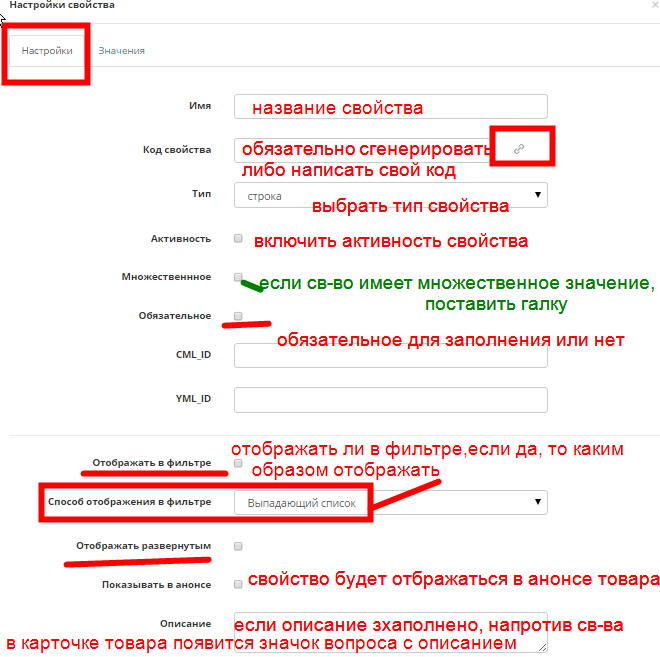 Настройки свойства
Настройки Значения
Имя название свойства
Код свойства обязательно сгенерировать
либо написать свой код
Тип строка
выбрать тип свойства
Активность включить активность свойства
Множественнное если св-во имеет множественное значение,
поставить галку
Обязательное
обязательное для заполнения или нет
CML_ID
YML_ID
отображать ли в фильтре,если да, то каким
Отображать в фильтре
образом отображать
Способ отображения в фильтре Выпадающий список
Отображать развернутым
Показывать в анонсе свойство будет отбражаться в анонсе товара
Описание если описание зхаполнено, напротив св-ва
в карточке товара появится значок вопроса с описанием